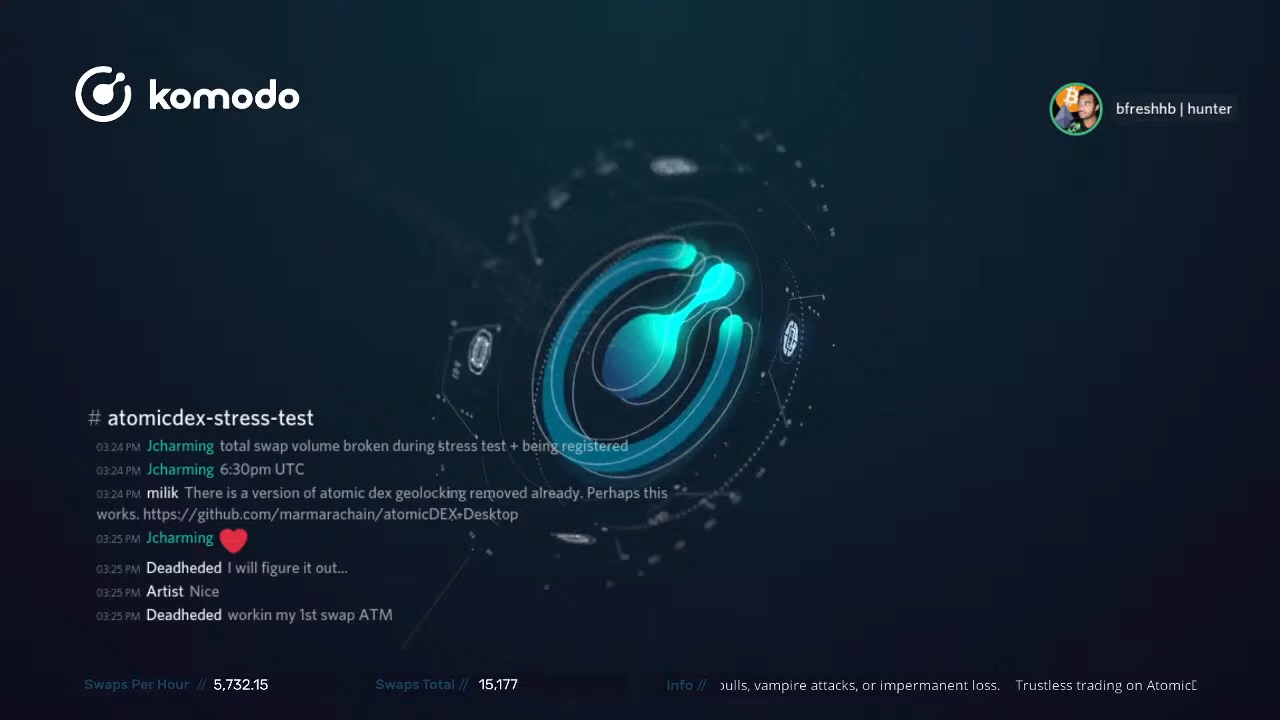 komodo
bfreshhb | hunter
# atomicdex-stress-test
03:24 PM Jcharming total swap volume broken during stress test + being registered
03:24 PM Jcharming 6:30pm UTC
03:24 PM milik There is a version of atomic dex geolocking removed already. Perhaps this
works. https://github.com/marmarachain/atomicDEX-Desktop
03:25 PM Jcharming ❤️
03:25 PM Deadheded I will figure it out...
03:25 PM Artist Nice
03:25 PM Deadheded workin my 1st swap ATM
Swaps Per Hour // 5,732.15 Swaps Total // 15,177 Info // pulls, vampire attacks, or impermanent loss. Trustless trading on Atomic